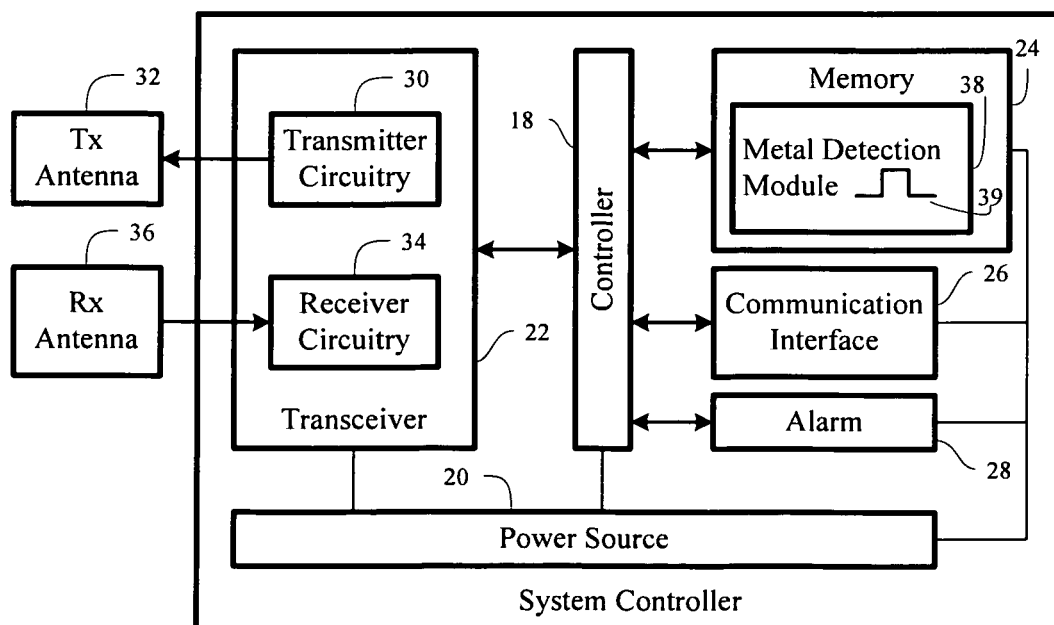 32
Tx
Antenna
36
Rx
Antenna
30
Transmitter
Circuitry
34
Receiver
Circuitry
22
Transceiver
18
Controller
24
Memory
38
Metal Detection
Module
39
26
Communication
Interface
Alarm
28
20
Power Source
System Controller